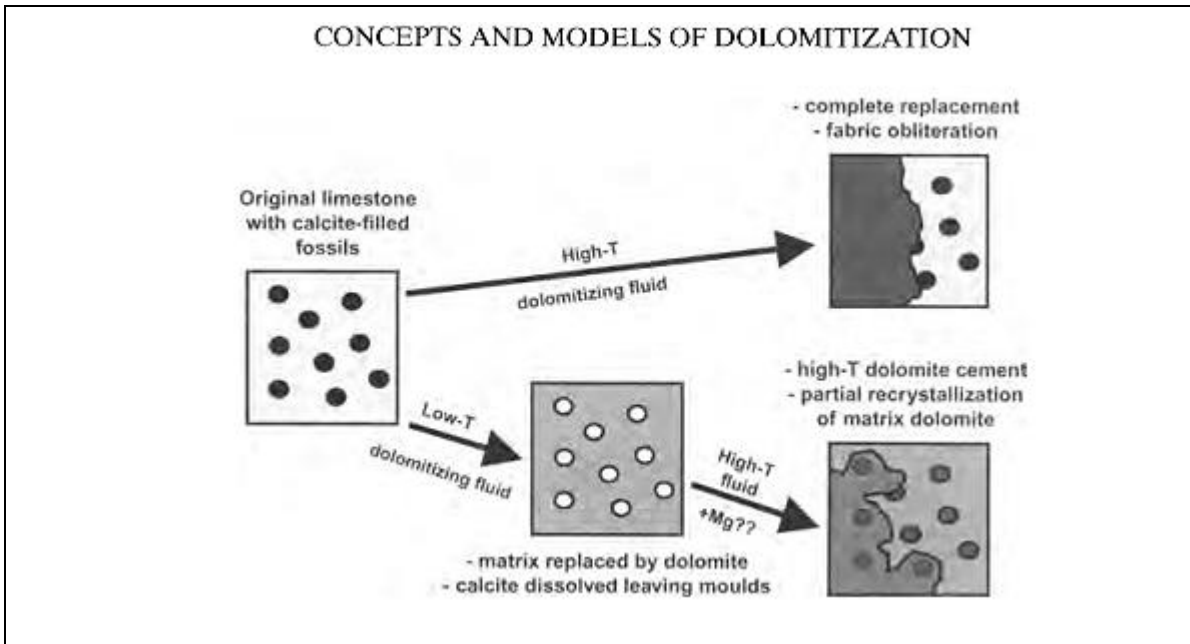 CONCEPTS AND MODELS OF DOLOMITIZATION
- complete replacement
- fabric obliteration
Original limestone
with calcite-filled
fossils
High-T
dolomitizing fluid
- high-T dolomite cement
- partial recrystallization
of matrix dolomite
Low-T
dolomitizing fluid
High-T
fluid
+Mg??
- matrix replaced by dolomite
- calcite dissolved leaving moulds